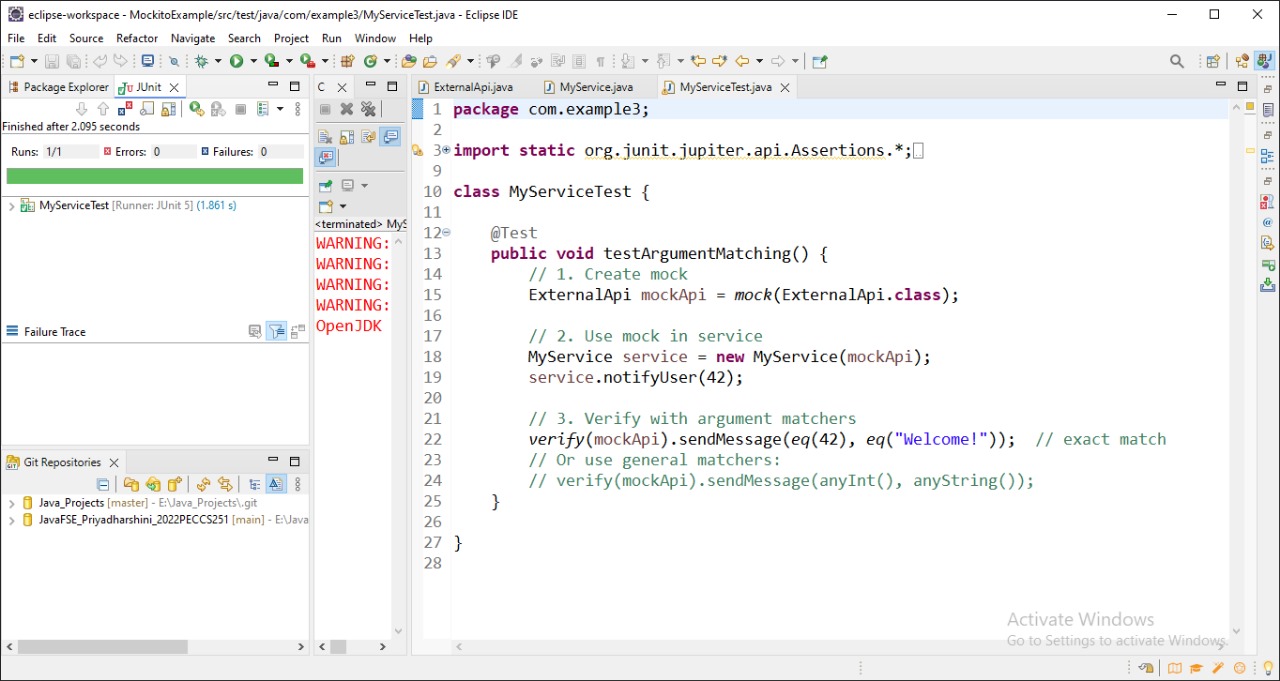 eclipse-workspace - MockitoExample/src/test/java/com/example3/MyServiceTest.java - Eclipse IDE
File Edit Source Refactor Navigate Search Project Run Window Help
Package Explorer JUnit
Finished after 2.095 seconds
Runs: 1/1 Errors: 0 Failures: 0
MyServiceTest [Runner: JUnit 5] (1.861 s)
Failure Trace
Git Repositories
Java_Projects [master] - E:\Java_Projects\.git
JavaFSE_Priyadharshini_2022PECCS251 [main] - E:\Java
C
<terminated> MyS
WARNING:
WARNING:
WARNING:
WARNING:
OpenJDK
ExternalApi.java MyService.java MyServiceTest.java
1 package com.example3;
2
3 import static org.junit.jupiter.api.Assertions.*;
9
10 class MyServiceTest {
11
12 @Test
13 public void testArgumentMatching() {
14 // 1. Create mock
15 ExternalApi mockApi = mock(ExternalApi.class);
16
17 // 2. Use mock in service
18 MyService service = new MyService(mockApi);
19 service.notifyUser(42);
20
21 // 3. Verify with argument matchers
22 verify(mockApi).sendMessage(eq(42), eq("Welcome!")); // exact match
23 // Or use general matchers:
24 // verify(mockApi).sendMessage(anyInt(), anyString());
25 }
26
27 }
28
Activate Windows
Go to Settings to activate Windows.